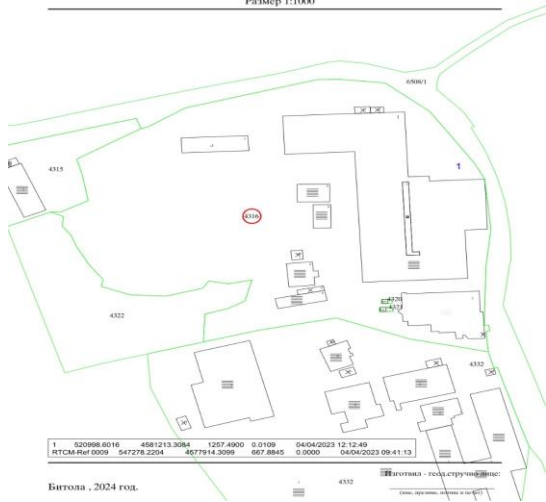 Размер 1:1000
6508/1
4315
1
4316
4320
4321
4322
4332
1 520998.6016 4581213.3084 1257.4900 0.0109 04/04/2023 12:12:49
RTCM-Ref 0009 547278.2204 4577914.3099 667.8845 0.0000 04/04/2023 09:41:13
Изготвил - геод.стручно лице:
Битола , 2024 год.
4332